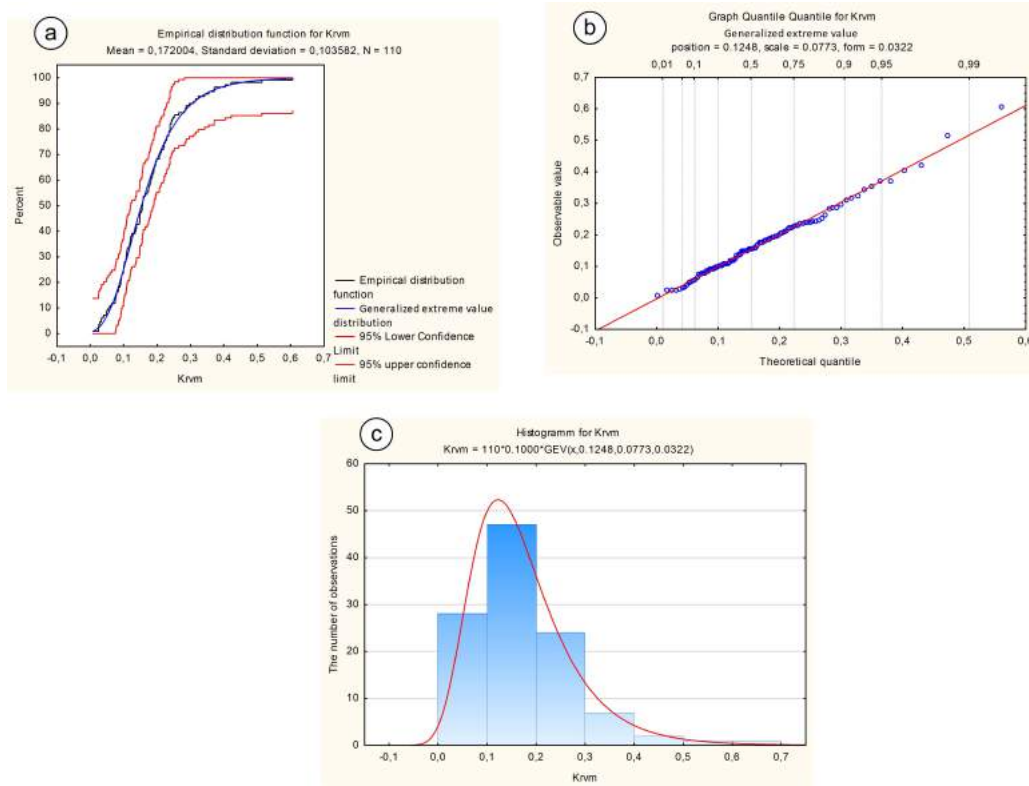 a
Empirical distribution function for Krvm
Mean = 0,172004, Standard deviation = 0,103582, N = 110
100
90
80
70
60
50
40
30
20
10
0
Percent
-0,1 0,0 0,1 0,2 0,3 0,4 0,5 0,6 0,7
Krvm
Empirical distribution
function
Generalized extreme value
distribution
95% Lower Confidence
Limit
95% upper confidence
limit
b
Graph Quantile Quantile for Krvm
Generalized extreme value
position = 0.1248, scale = 0.0773, form = 0.0322
0,01 0,1 0,5 0,75 0,9 0,95 0,99
0,7
0,6
0,5
0,4
0,3
0,2
0,1
0,0
-0,1
Observable value
-0,1 0,0 0,1 0,2 0,3 0,4 0,5 0,6
Theoretical quantile
c
Histogramm for Krvm
Krvm = 110*0.1000*GEV(x,0.1248,0.0773,0.0322)
60
50
40
30
20
10
0
The number of observations
0,0 0,1 0,2 0,3 0,4 0,5 0,6 0,7
Krvm